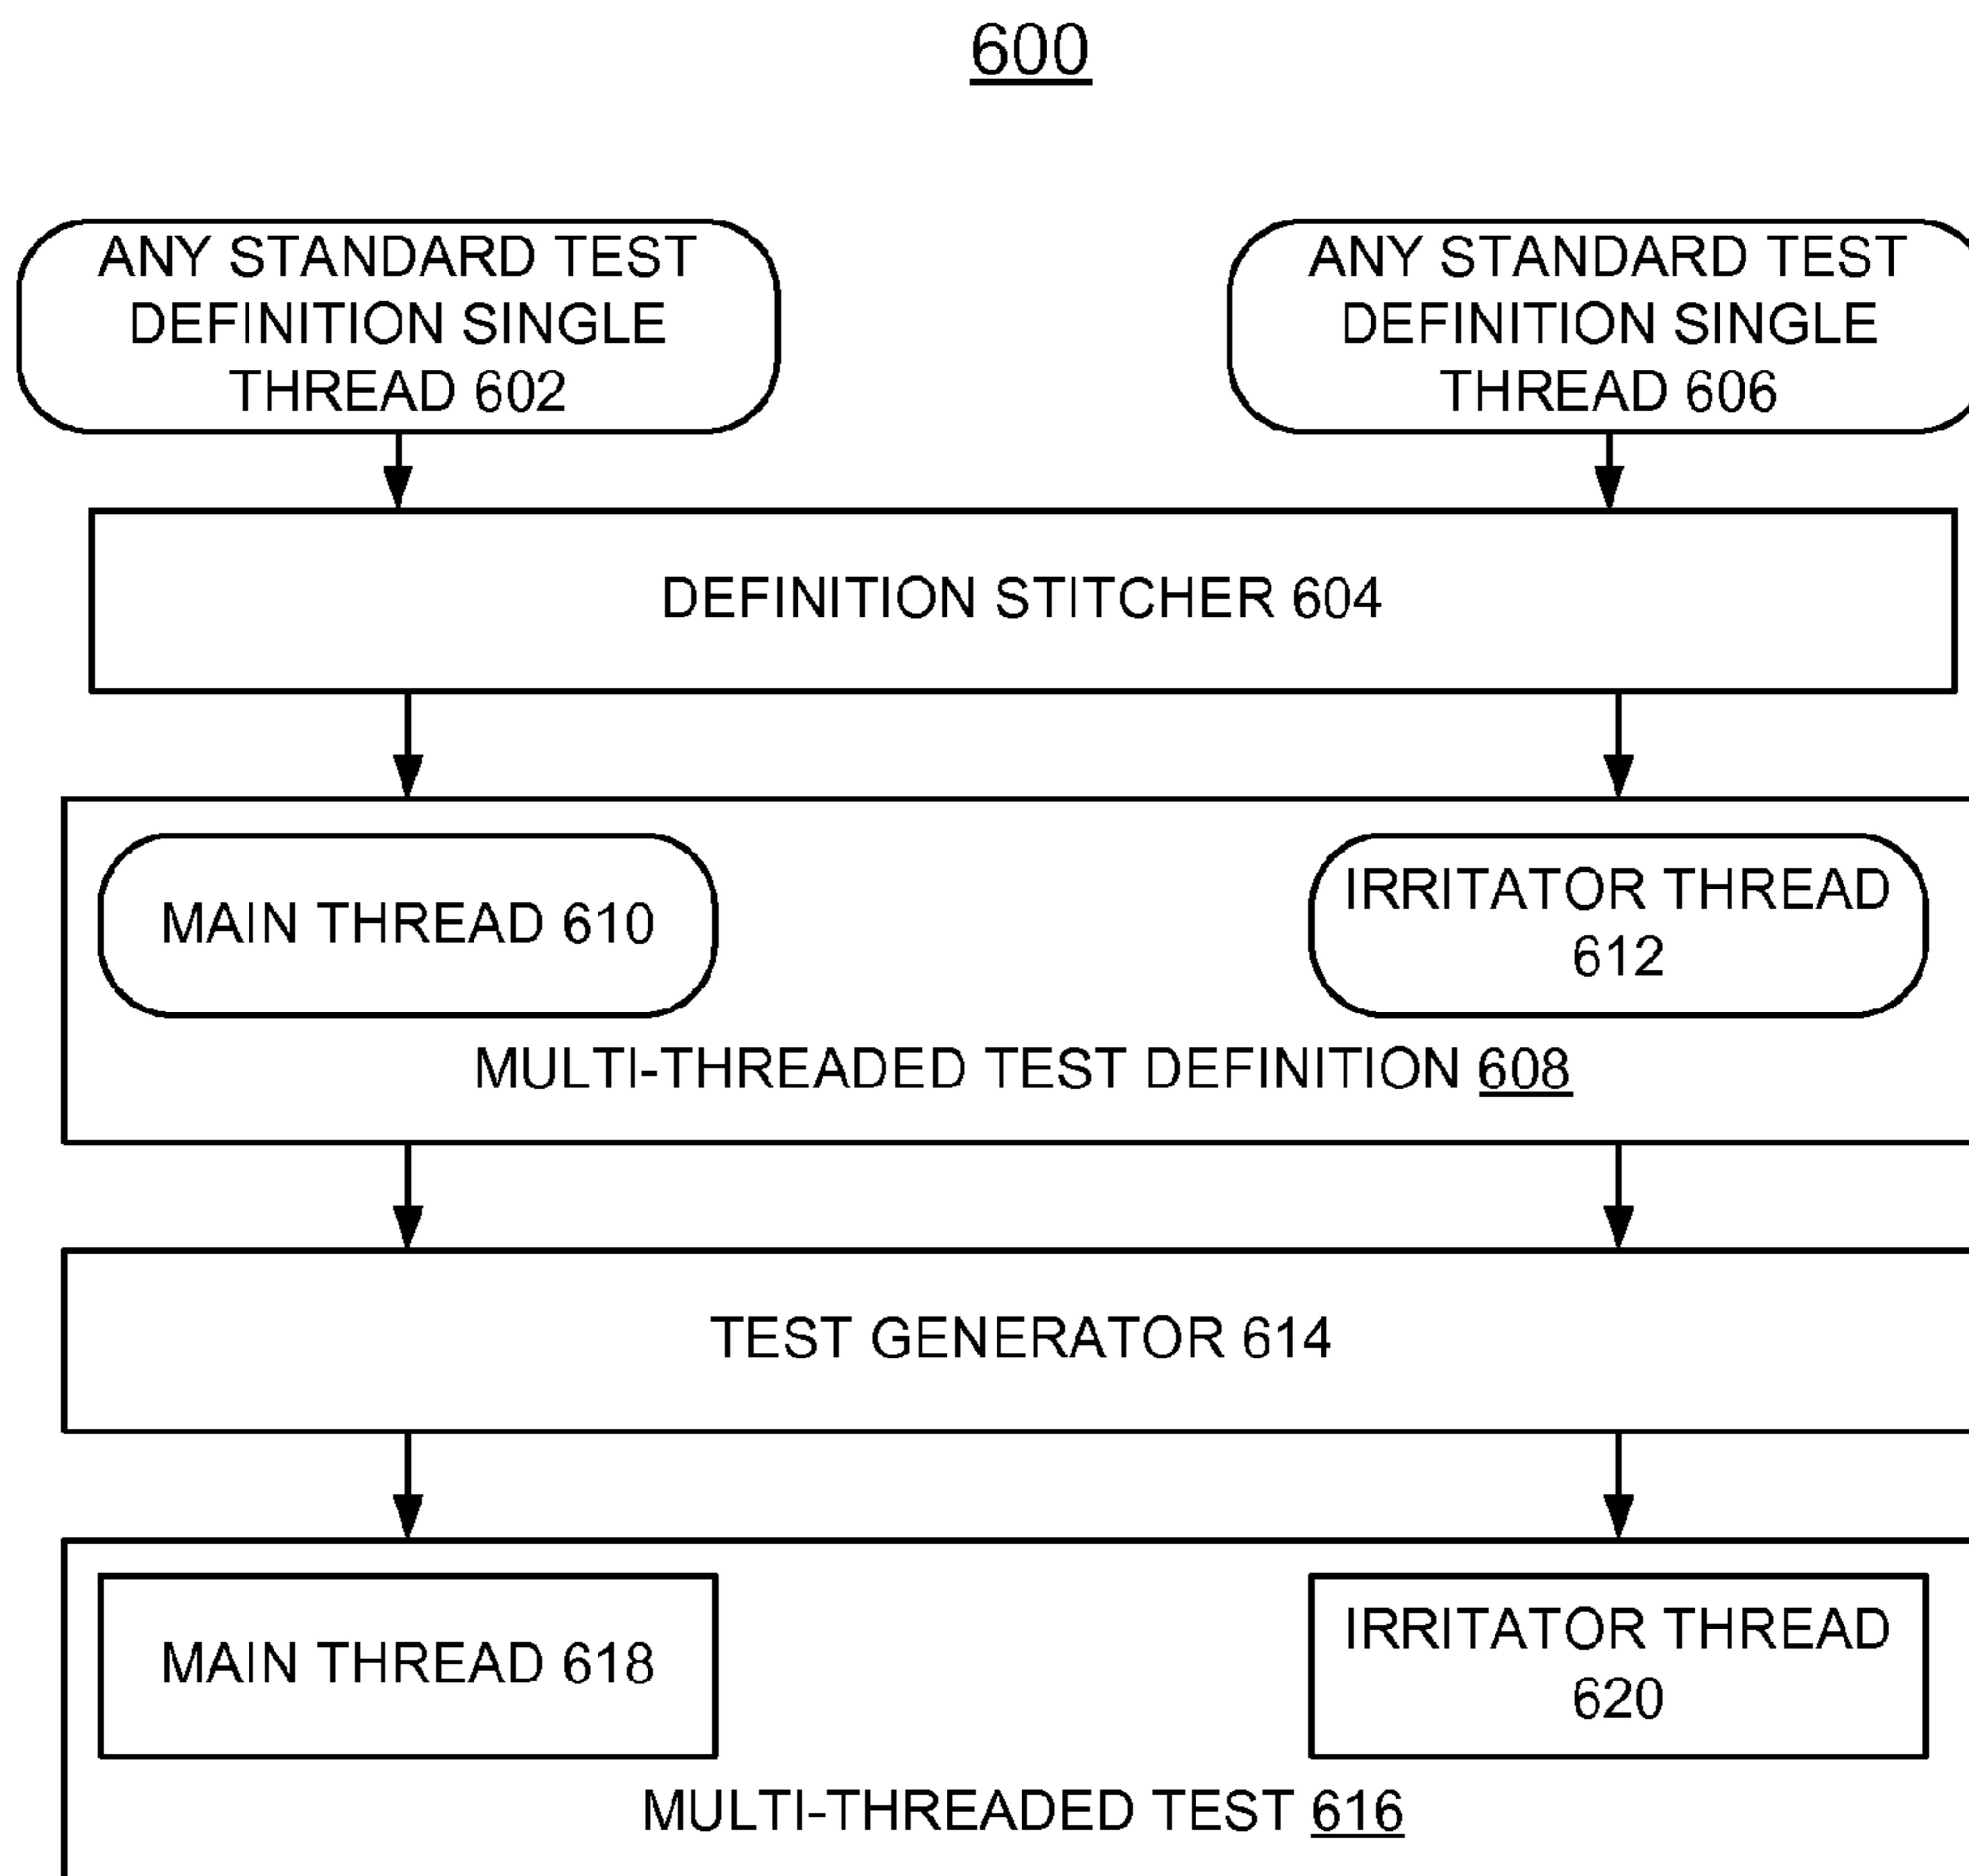 600
ANY STANDARD TEST
DEFINITION SINGLE
THREAD 602
ANY STANDARD TEST
DEFINITION SINGLE
THREAD 606
DEFINITION STITCHER 604
MAIN THREAD 610
IRRITATOR THREAD
612
MULTI-THREADED TEST DEFINITION 608
TEST GENERATOR 614
MAIN THREAD 618
IRRITATOR THREAD
620
MULTI-THREADED TEST 616